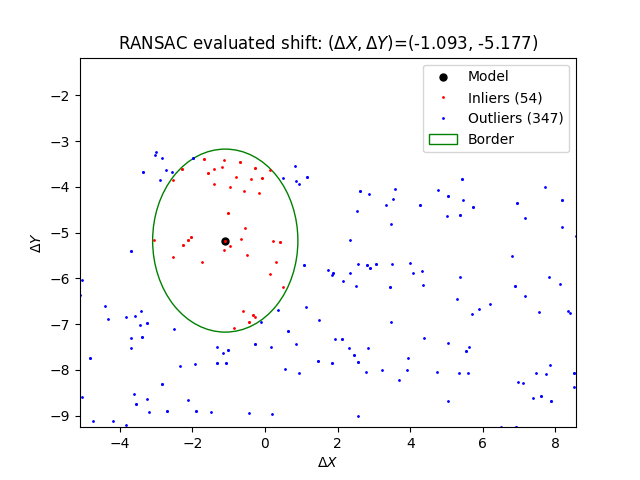 RANSAC evaluated shift: (ΔX, ΔY)=(-1.093, -5.177)
Model
Inliers (54)
Outliers (347)
Border
−2
−3
−4
−5
−6
−7
−8
−9
ΔY
−4 −2 0 2 4 6 8
ΔX